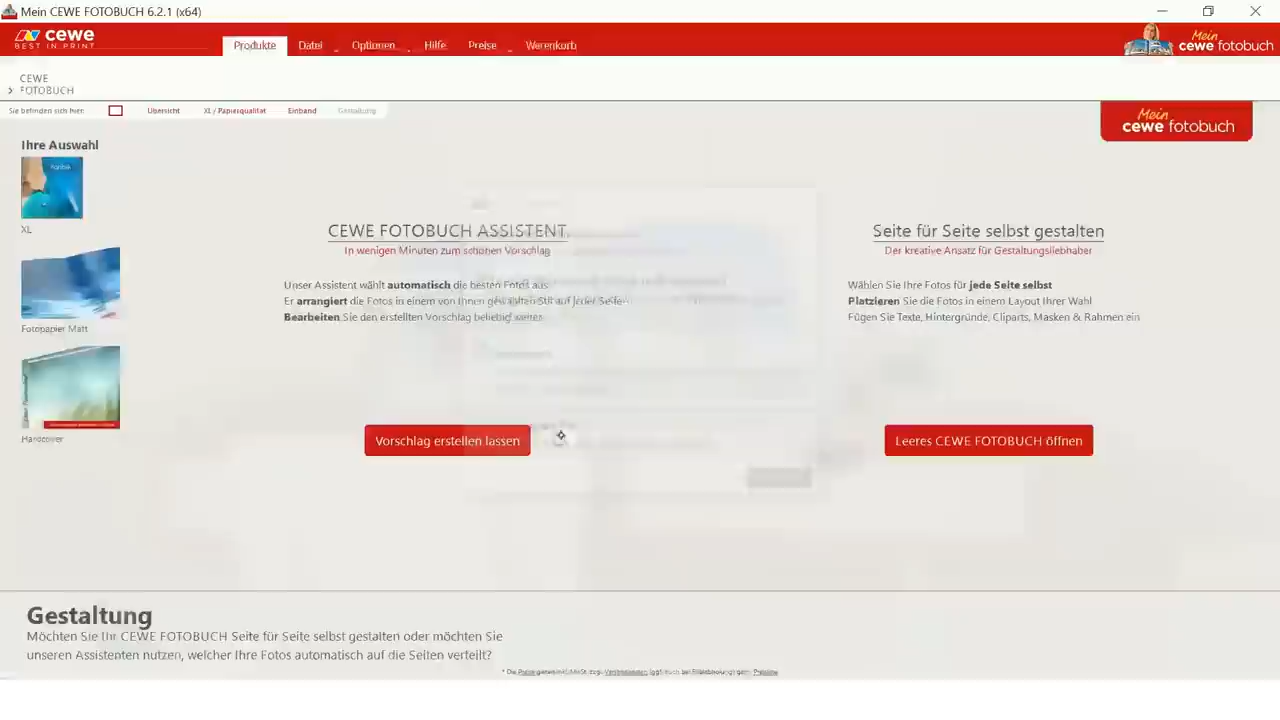 Mein CEWE FOTOBUCH 6.2.1 (x64)
cewe
BEST IN PRINT
Produkte
Datei
Optionen
Hilfe
Preise
Warenkorb
Mein
cewe fotobuch
CEWE
FOTOBUCH
Sie befinden sich hier:
Übersicht
XL / Papierqualität
Einband
Gestaltung
Mein
cewe fotobuch
Ihre Auswahl
XL
Fotopapier Matt
Hardcover
CEWE FOTOBUCH ASSISTENT
In wenigen Minuten zum schönen Vorschlag
Unser Assistent wählt automatisch die besten Fotos aus
Er arrangiert die Fotos in einem von Ihnen gewählten Stil auf jeder Seite
Bearbeiten Sie den erstellten Vorschlag beliebig weiter
Vorschlag erstellen lassen
Seite für Seite selbst gestalten
Der kreative Ansatz für Gestaltungsliebhaber
Wählen Sie Ihre Fotos für jede Seite selbst
Platzieren Sie die Fotos in einem Layout Ihrer Wahl
Fügen Sie Texte, Hintergründe, Cliparts, Masken & Rahmen ein
Leeres CEWE FOTOBUCH öffnen
Gestaltung
Möchten Sie Ihr CEWE FOTOBUCH Seite für Seite selbst gestalten oder möchten Sie
unseren Assistenten nutzen, welcher Ihre Fotos automatisch auf die Seiten verteilt?